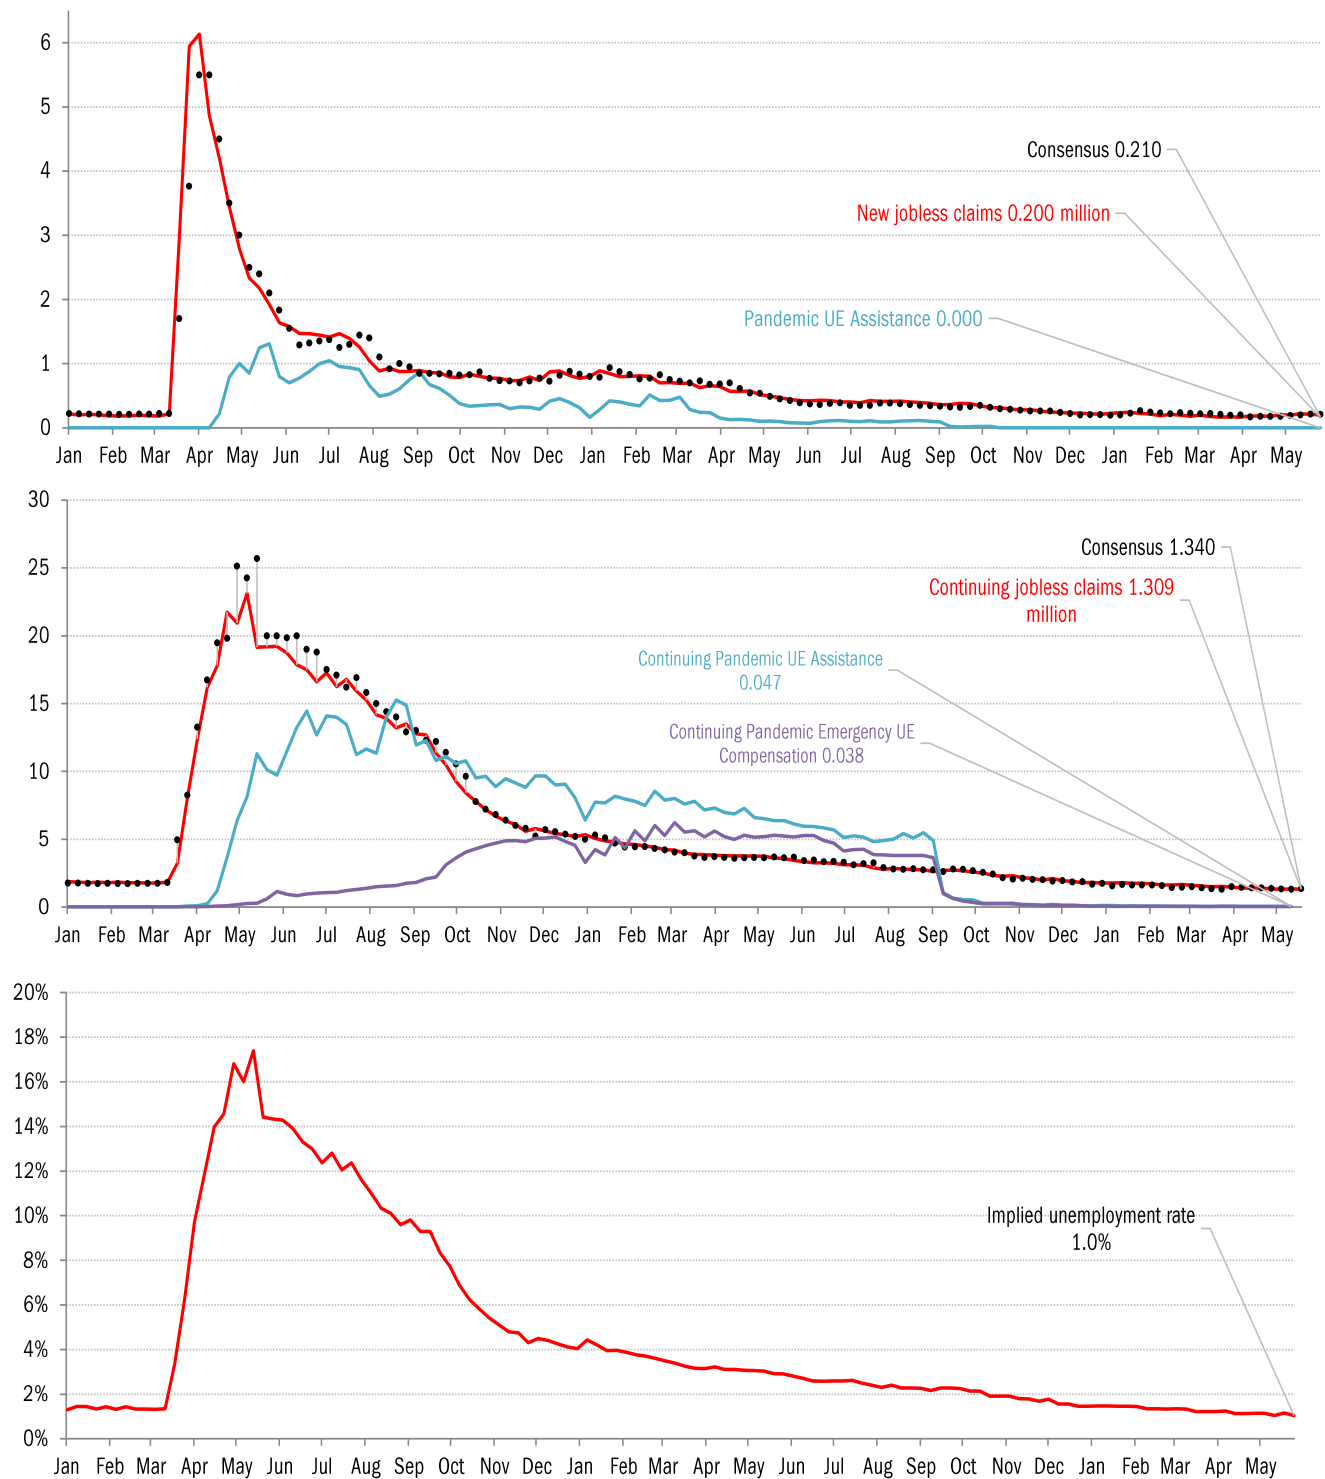 6
5
4
3
2
1
0
Consensus 0.210
New jobless claims 0.200 million
Pandemic UE Assistance 0.000
Jan Feb Mar Apr May Jun Jul Aug Sep Oct Nov Dec Jan Feb Mar Apr May Jun Jul Aug Sep Oct Nov Dec Jan Feb Mar Apr May
30
25
20
15
10
5
0
Consensus 1.340
Continuing jobless claims 1.309
million
Continuing Pandemic UE Assistance
0.047
Continuing Pandemic Emergency UE
Compensation 0.038
Jan Feb Mar Apr May Jun Jul Aug Sep Oct Nov Dec Jan Feb Mar Apr May Jun Jul Aug Sep Oct Nov Dec Jan Feb Mar Apr May
20%
18%
16%
14%
12%
10%
8%
6%
4%
2%
0%
Implied unemployment rate
1.0%
Jan Feb Mar Apr May Jun Jul Aug Sep Oct Nov Dec Jan Feb Mar Apr May Jun Jul Aug Sep Oct Nov Dec Jan Feb Mar Apr May